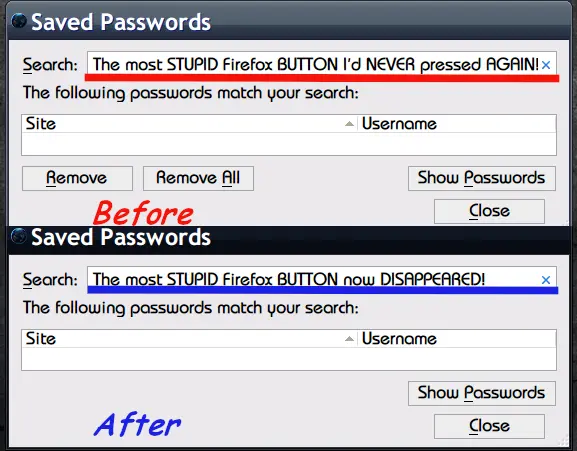 Saved Passwords
Search: The most STUPID Firefox BUTTON I'd NEVER pressed AGAIN!
The following passwords match your search:
Site Username
Remove Remove All Show Passwords
Before Close
Saved Passwords
Search: The most STUPID Firefox BUTTON now DISAPPEARED!
The following passwords match your search:
Site Username
Show Passwords
After Close